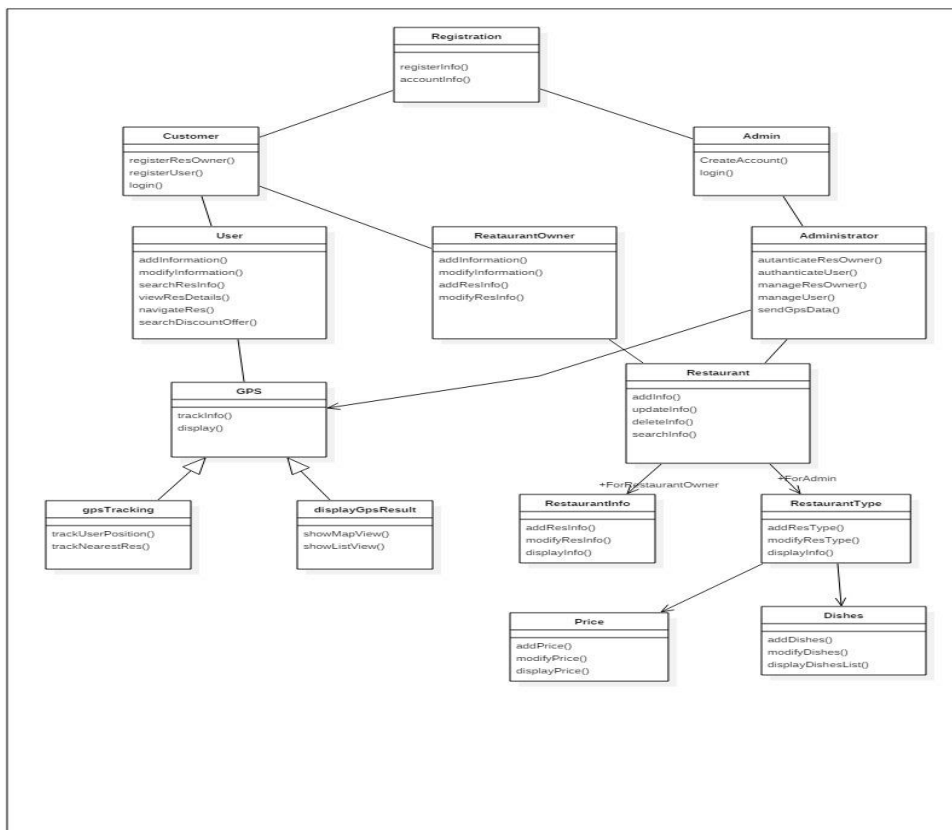 Registration
registerInfo()
accountInfo()
Customer
registerResOwner()
registerUser()
login()
Admin
CreateAccount()
login()
User
addInformation()
modifyInformation()
searchResInfo()
viewResDetails()
navigateRes()
searchDiscountOffer()
ReataurantOwner
addInformation()
modifyInformation()
addResInfo()
modifyResInfo()
Administrator
autanticateResOwner()
authanticateUser()
manageResOwner()
manageUser()
sendGpsData()
GPS
trackInfo()
display()
Restaurant
addInfo()
updateInfo()
deleteInfo()
searchInfo()
+ForRestaurantOwner
+ForAdmin
gpsTracking
trackUserPosition()
trackNearestRes()
displayGpsResult
showMapView()
showListView()
RestaurantInfo
addResInfo()
modifyResInfo()
displayInfo()
RestaurantType
addResType()
modifyResType()
displayInfo()
Price
addPrice()
modifyPrice()
displayPrice()
Dishes
addDishes()
modifyDishes()
displayDishesList()